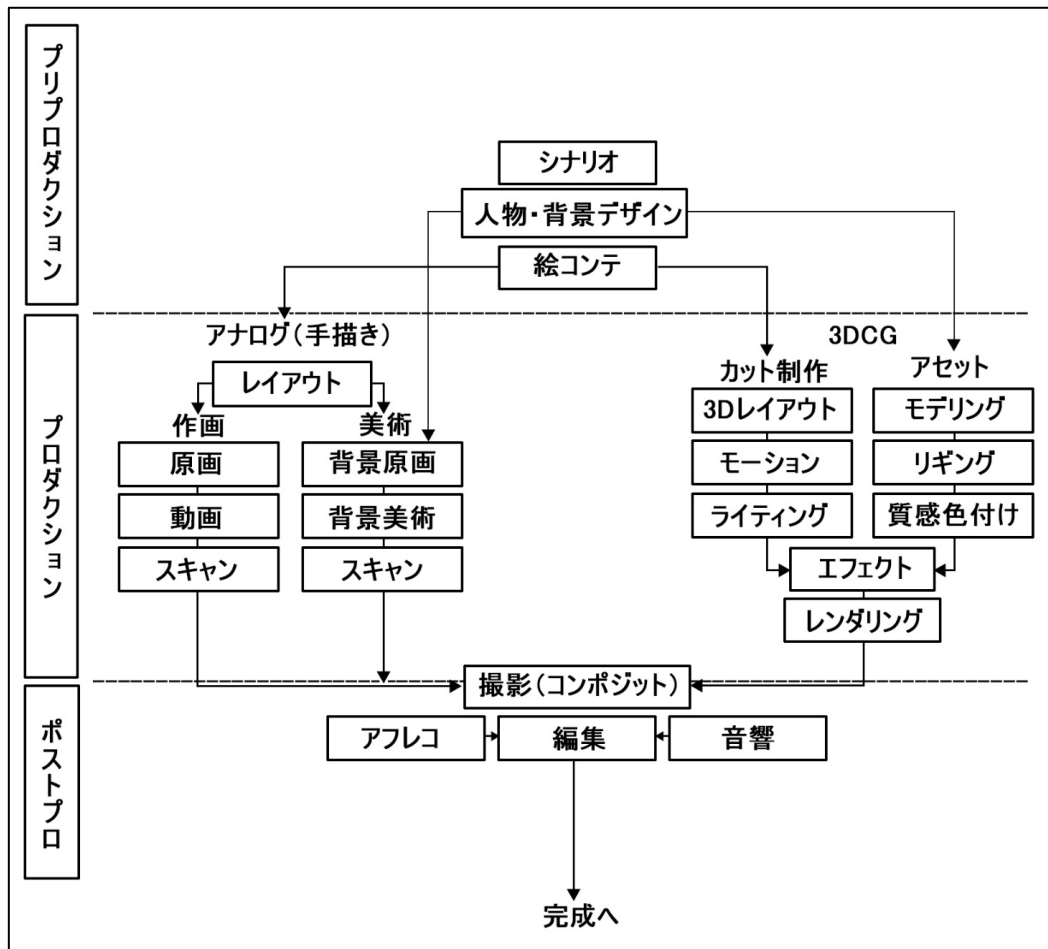 プリプロダクション
シナリオ
人物・背景デザイン
絵コンテ
プロダクション
アナログ(手描き)
3DCG
レイアウト
カット制作
アセット
作画
美術
3Dレイアウト
モデリング
原画
背景原画
モーション
リギング
動画
背景美術
ライティング
質感色付け
スキャン
スキャン
エフェクト
レンダリング
撮影(コンポジット)
ポストプロ
アフレコ
編集
音響
完成へ